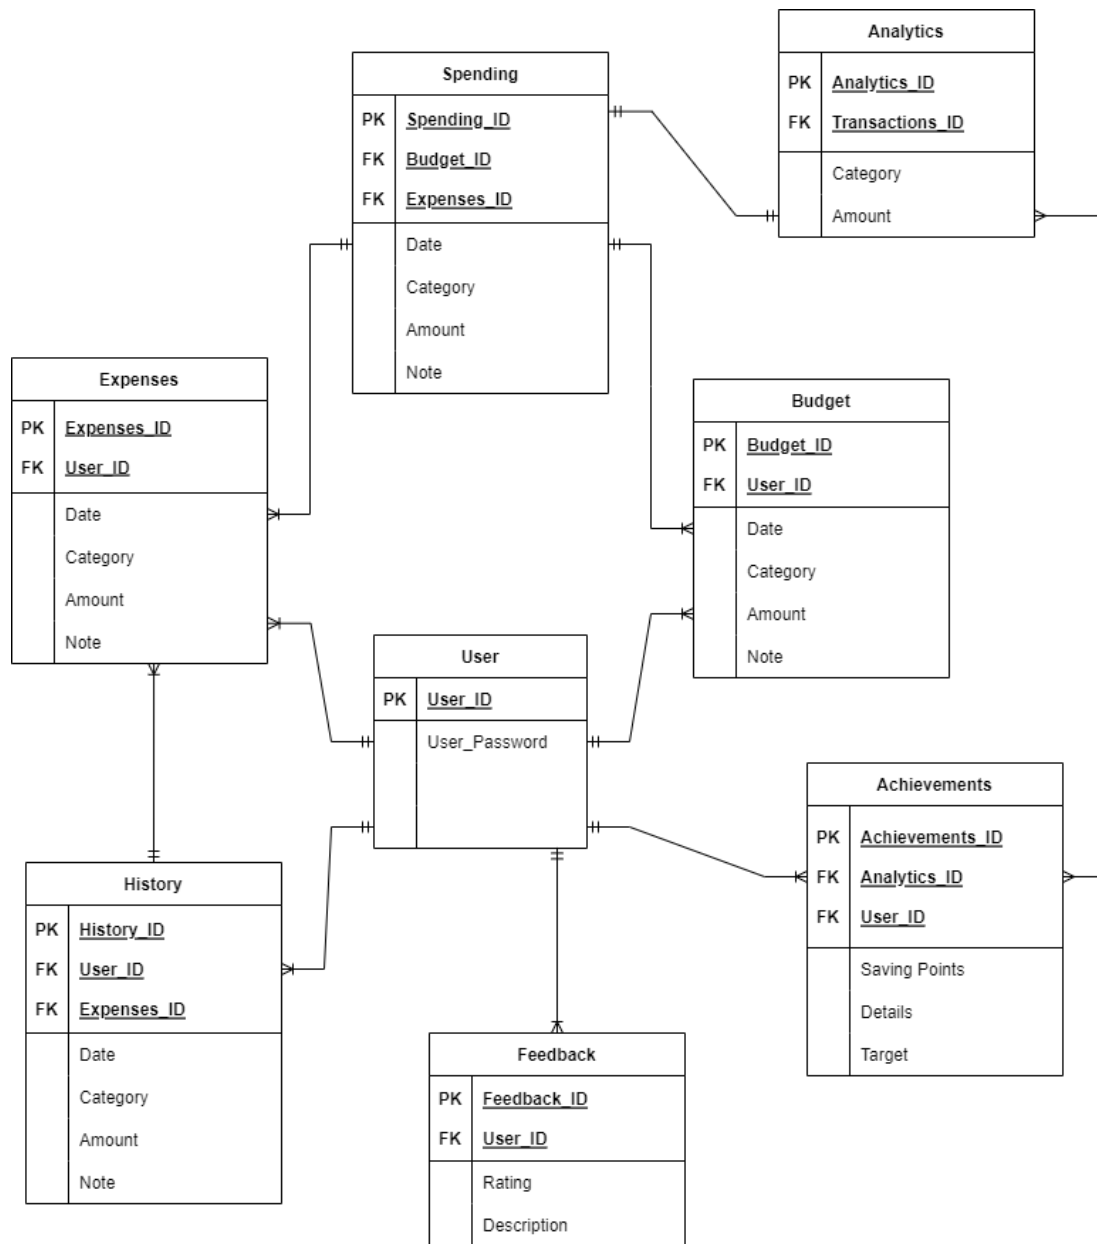 Analytics
PK Analytics_ID
FK Transactions_ID
Category
Amount
Spending
PK Spending_ID
FK Budget_ID
FK Expenses_ID
Date
Category
Amount
Note
Expenses
PK Expenses_ID
FK User_ID
Date
Category
Amount
Note
Budget
PK Budget_ID
FK User_ID
Date
Category
Amount
Note
User
PK User_ID
User_Password
Achievements
PK Achievements_ID
FK Analytics_ID
FK User_ID
Saving Points
Details
Target
History
PK History_ID
FK User_ID
FK Expenses_ID
Date
Category
Amount
Note
Feedback
PK Feedback_ID
FK User_ID
Rating
Description